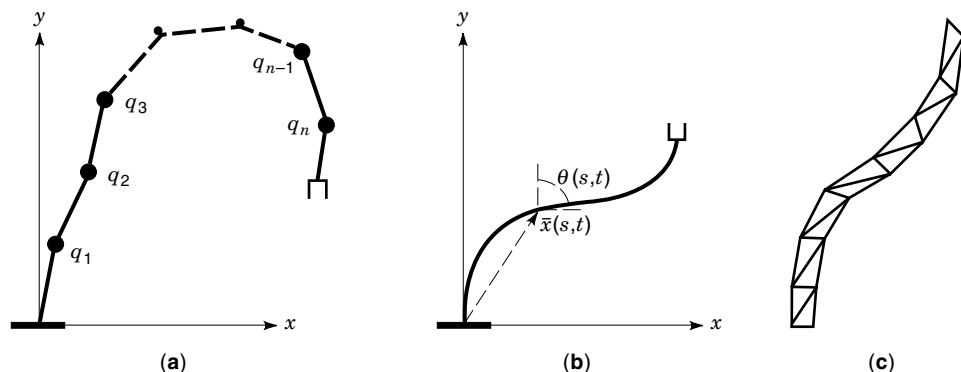 y
q_{n−1}
q_3
q_n
q_2
q_1
x
(a)
y
θ(s,t)
x̄(s,t)
x
(b)
(c)